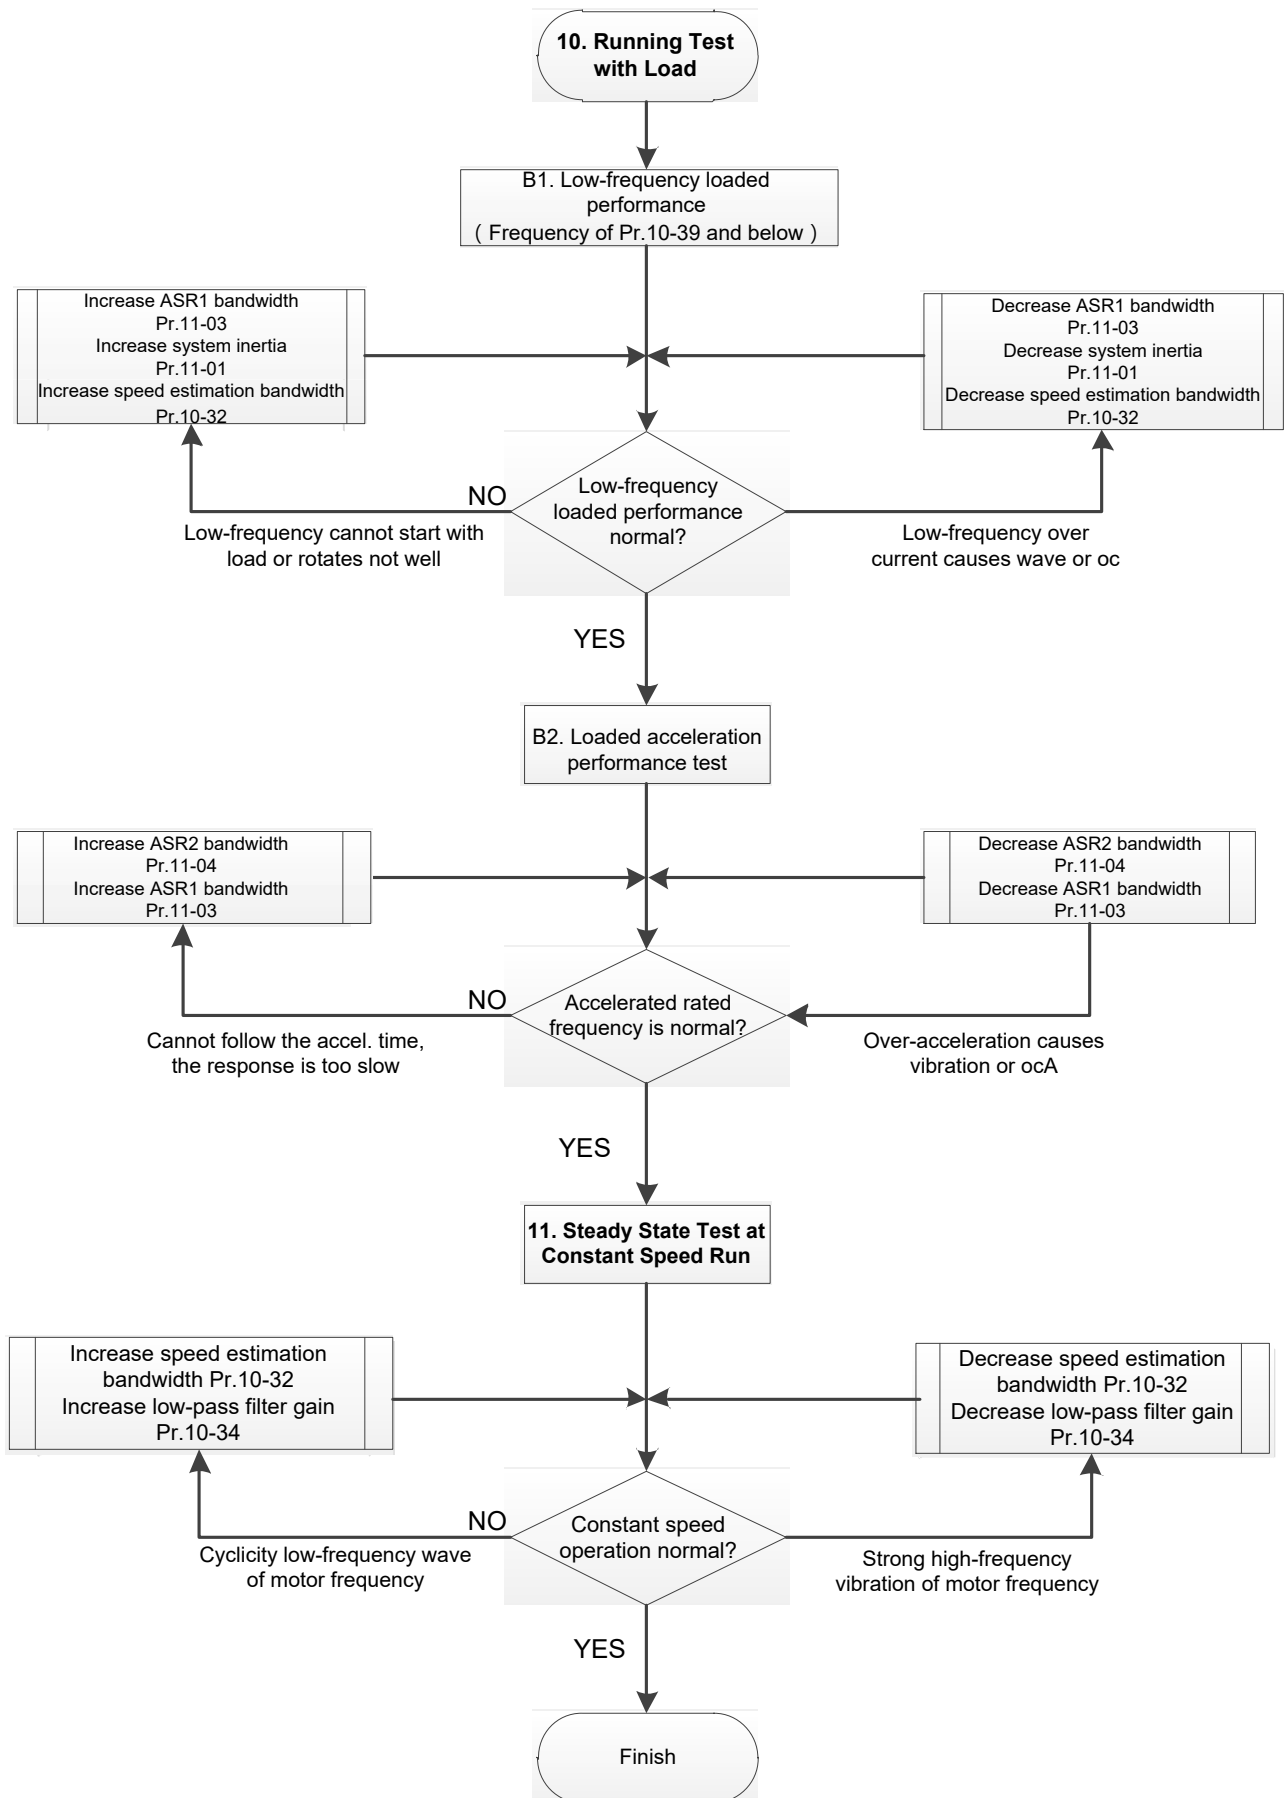 10. Running Test
with Load
B1. Low-frequency loaded
performance
( Frequency of Pr.10-39 and below )
Increase ASR1 bandwidth
Pr.11-03
Increase system inertia
Pr.11-01
Increase speed estimation bandwidth
Pr.10-32
Decrease ASR1 bandwidth
Pr.11-03
Decrease system inertia
Pr.11-01
Decrease speed estimation bandwidth
Pr.10-32
Low-frequency
loaded performance
normal?
NO
Low-frequency cannot start with
load or rotates not well
Low-frequency over
current causes wave or oc
YES
B2. Loaded acceleration
performance test
Increase ASR2 bandwidth
Pr.11-04
Increase ASR1 bandwidth
Pr.11-03
Decrease ASR2 bandwidth
Pr.11-04
Decrease ASR1 bandwidth
Pr.11-03
NO
Accelerated rated
frequency is normal?
Cannot follow the accel. time,
the response is too slow
Over-acceleration causes
vibration or ocA
YES
11. Steady State Test at
Constant Speed Run
Increase speed estimation
bandwidth Pr.10-32
Increase low-pass filter gain
Pr.10-34
Decrease speed estimation
bandwidth Pr.10-32
Decrease low-pass filter gain
Pr.10-34
NO
Constant speed
operation normal?
Cyclicity low-frequency wave
of motor frequency
Strong high-frequency
vibration of motor frequency
YES
Finish